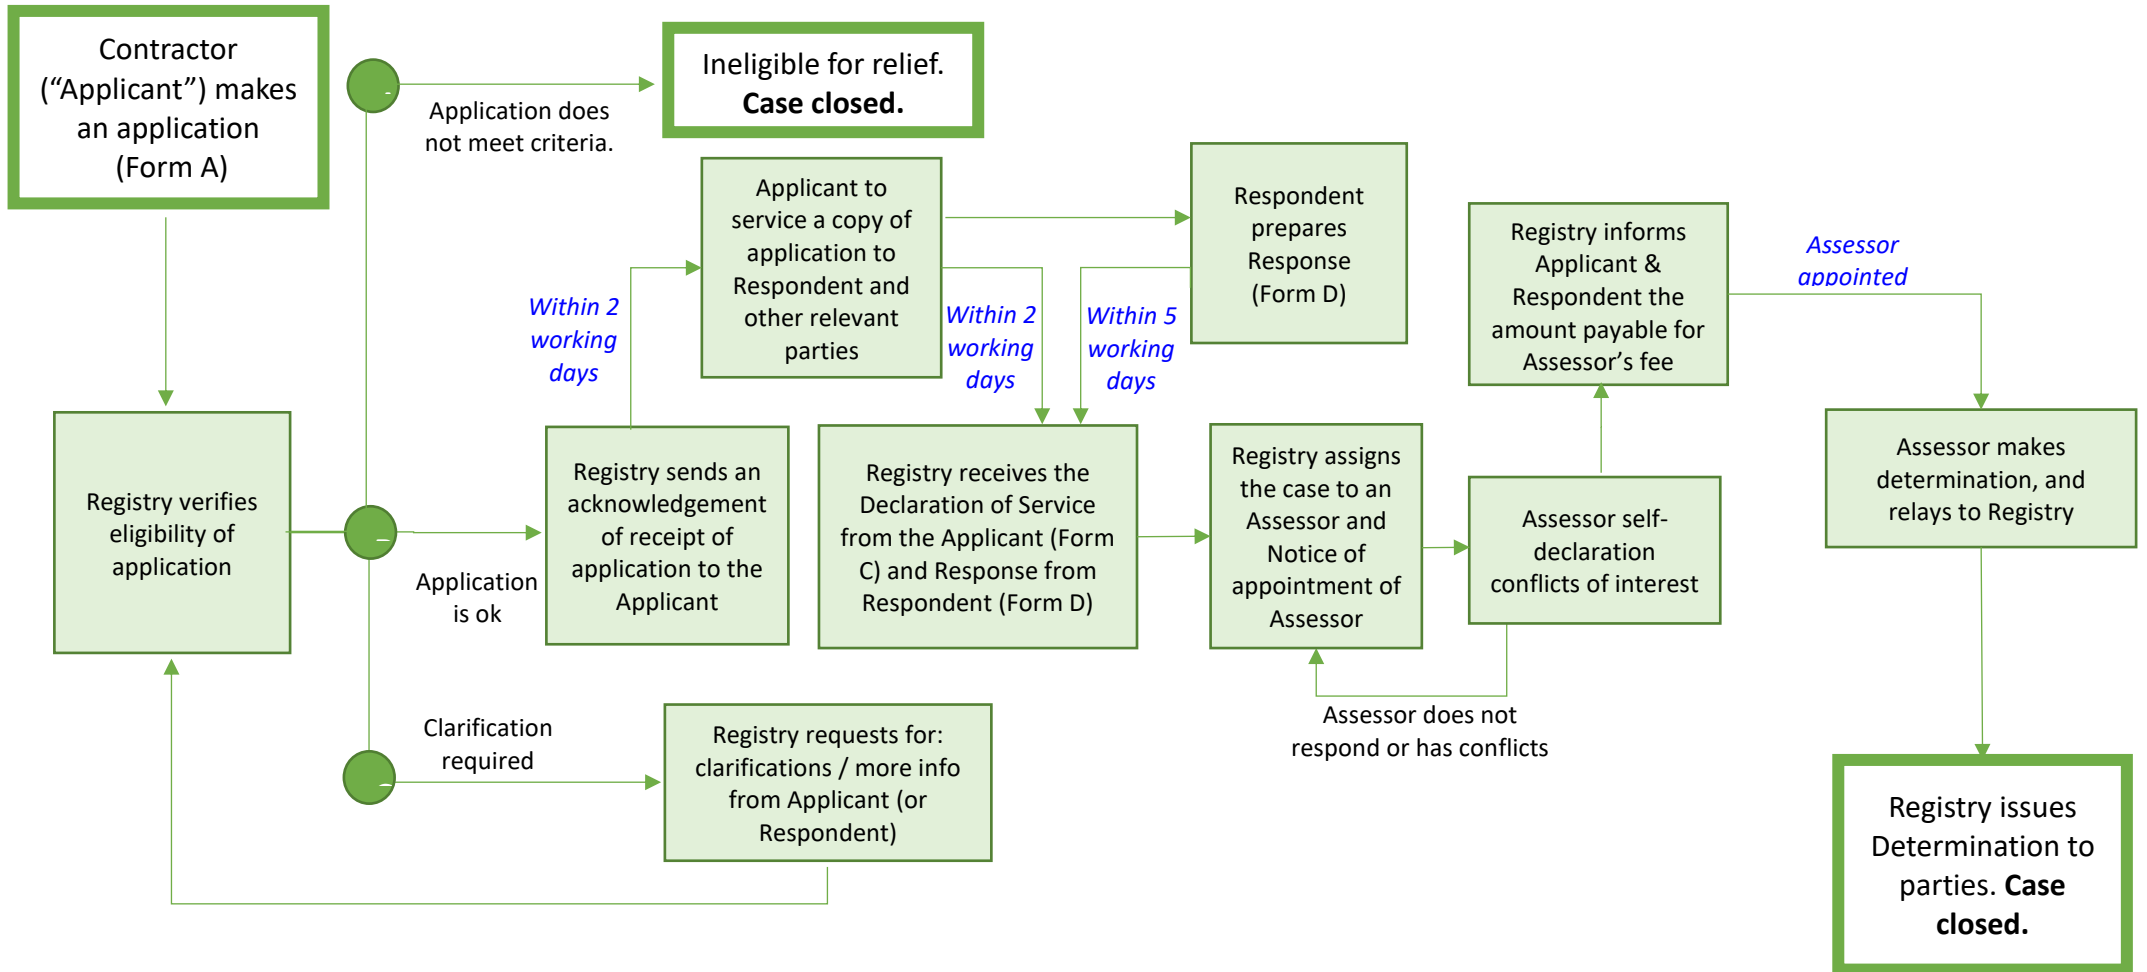 Contractor
(“Applicant”) makes
an application
(Form A)
Ineligible for relief.
Case closed.
Application does
not meet criteria.
Applicant to
service a copy of
application to
Respondent and
other relevant
parties
Respondent
prepares
Response
(Form D)
Registry informs
Applicant &
Respondent the
amount payable for
Assessor’s fee
Assessor
appointed
Within 2
working
days
Within 2
working
days
Within 5
working
days
Registry verifies
eligibility of
application
Application
is ok
Registry sends an
acknowledgement
of receipt of
application to the
Applicant
Registry receives the
Declaration of Service
from the Applicant (Form
C) and Response from
Respondent (Form D)
Registry assigns
the case to an
Assessor and
Notice of
appointment of
Assessor
Assessor self-
declaration
conflicts of interest
Assessor makes
determination, and
relays to Registry
Clarification
required
Registry requests for:
clarifications / more info
from Applicant (or
Respondent)
Assessor does not
respond or has conflicts
Registry issues
Determination to
parties. Case
closed.